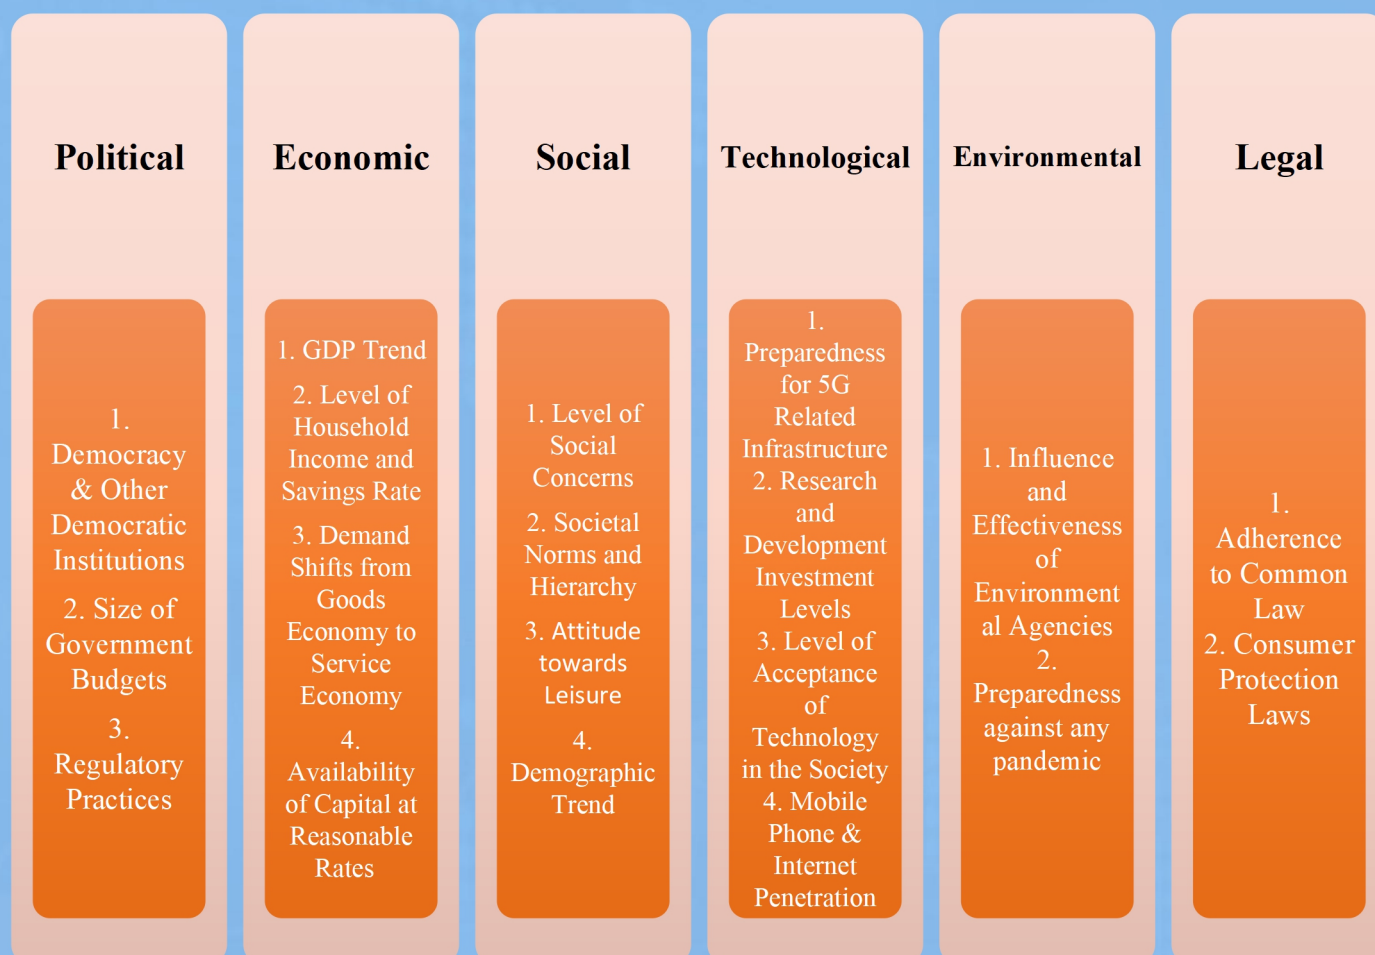 Political
1.
Democracy
& Other
Democratic
Institutions
2. Size of
Government
Budgets
3.
Regulatory
Practices
Economic
1. GDP Trend
2. Level of
Household
Income and
Savings Rate
3. Demand
Shifts from
Goods
Economy to
Service
Economy
4.
Availability
of Capital at
Reasonable
Rates
Social
1. Level of
Social
Concerns
2. Societal
Norms and
Hierarchy
3. Attitude
towards
Leisure
4.
Demographic
Trend
Technological
1.
Preparedness
for 5G
Related
Infrastructure
2. Research
and
Development
Investment
Levels
3. Level of
Acceptance
of
Technology
in the Society
4. Mobile
Phone &
Internet
Penetration
Environmental
1. Influence
and
Effectiveness
of
Environment
al Agencies
2.
Preparedness
against any
pandemic
Legal
1.
Adherence
to Common
Law
2. Consumer
Protection
Laws